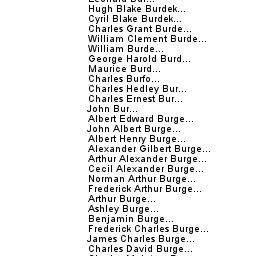 Hugh Blake Burdek...
Cyril Blake Burdek...
Charles Grant Burde...
William Clement Burde...
William Burde...
George Harold Burd...
Maurice Burd...
Charles Burfo...
Charles Hedley Bur...
Charles Ernest Bur...
John Bur...
Albert Edward Burge...
John Albert Burge...
Albert Henry Burge...
Alexander Gilbert Burge...
Arthur Alexander Burge...
Cecil Alexander Burge...
Norman Arthur Burge...
Frederick Arthur Burge...
Arthur Burge...
Ashley Burge...
Benjamin Burge...
Frederick Charles Burge...
James Charles Burge...
Charles David Burge...